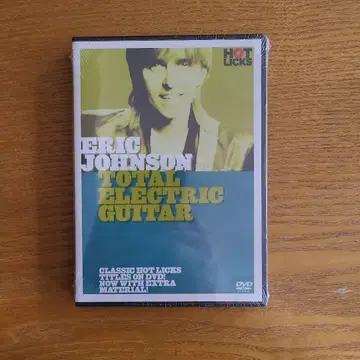 HOT
LICKS
ERIC
JOHNSON
TOTAL
ELECTRIC
GUITAR
CLASSIC HOT LICKS
TITLES ON DVD!
NOW WITH EXTRA
MATERIAL!
DVD